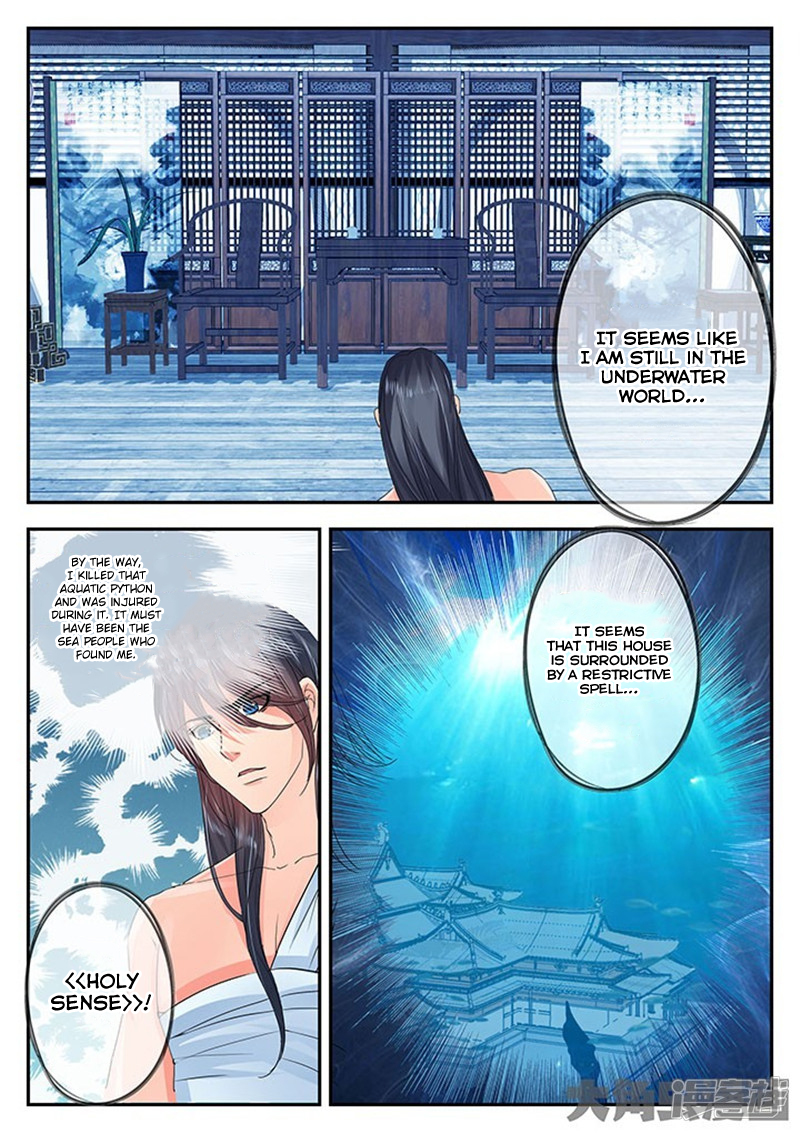 IT SEEMS LIKE
I AM STILL IN THE
UNDERWATER
WORLD...
BY THE WAY,
I KILLED THAT
AQUATIC PYTHON
AND WAS INJURED
DURING IT. IT MUST
HAVE BEEN THE
SEA PEOPLE WHO
FOUND ME.
<<HOLY
SENSE>>!
IT SEEMS
THAT THIS HOUSE
IS SURROUNDED
BY A RESTRICTIVE
SPELL...